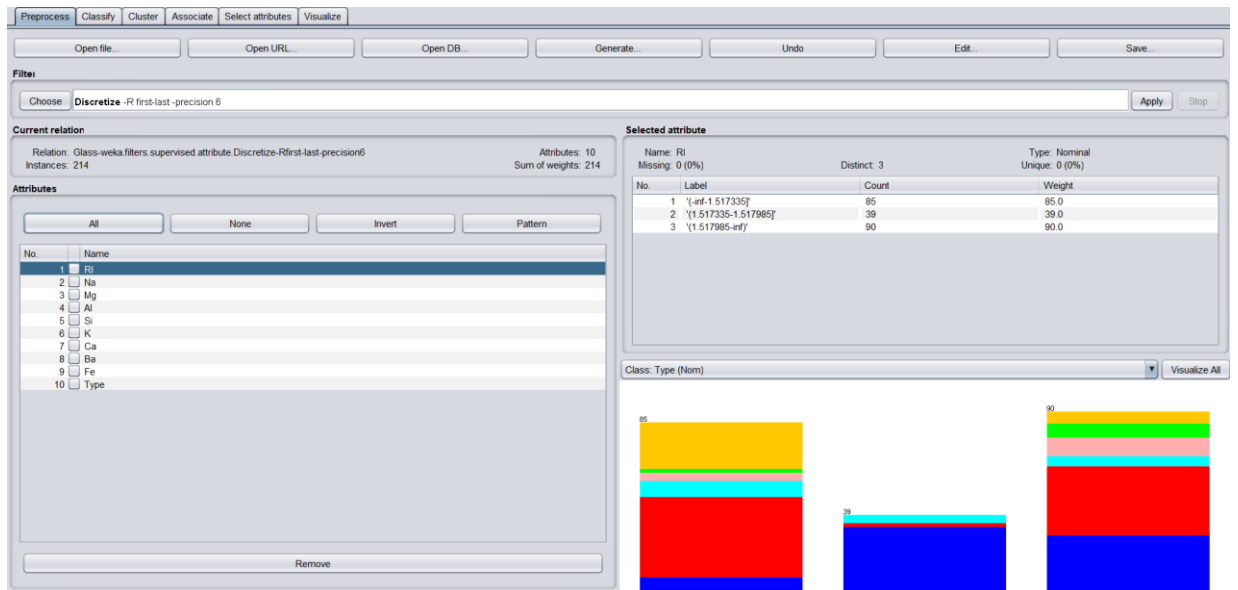 Preprocess Classify Cluster Associate Select attributes Visualize
Open file... Open URL... Open DB... Generate... Undo Edit... Save...
Filter
Choose Discretize -R first-last -precision 6 Apply Stop
Current relation
Relation: Glass-weka.filters.supervised.attribute.Discretize-Rfirst-last-precision6 Attributes: 10
Instances: 214 Sum of weights: 214
Attributes
All None Invert Pattern
No. Name
1 RI
2 Na
3 Mg
4 Al
5 Si
6 K
7 Ca
8 Ba
9 Fe
10 Type
Remove
Selected attribute
Name: RI Type: Nominal
Missing: 0 (0%) Distinct: 3 Unique: 0 (0%)
No. Label Count Weight
1 '(-inf-1.517335]' 85 85.0
2 '(1.517335-1.517985]' 39 39.0
3 '(1.517985-inf)' 90 90.0
Class: Type (Nom) Visualize All
85
39
90